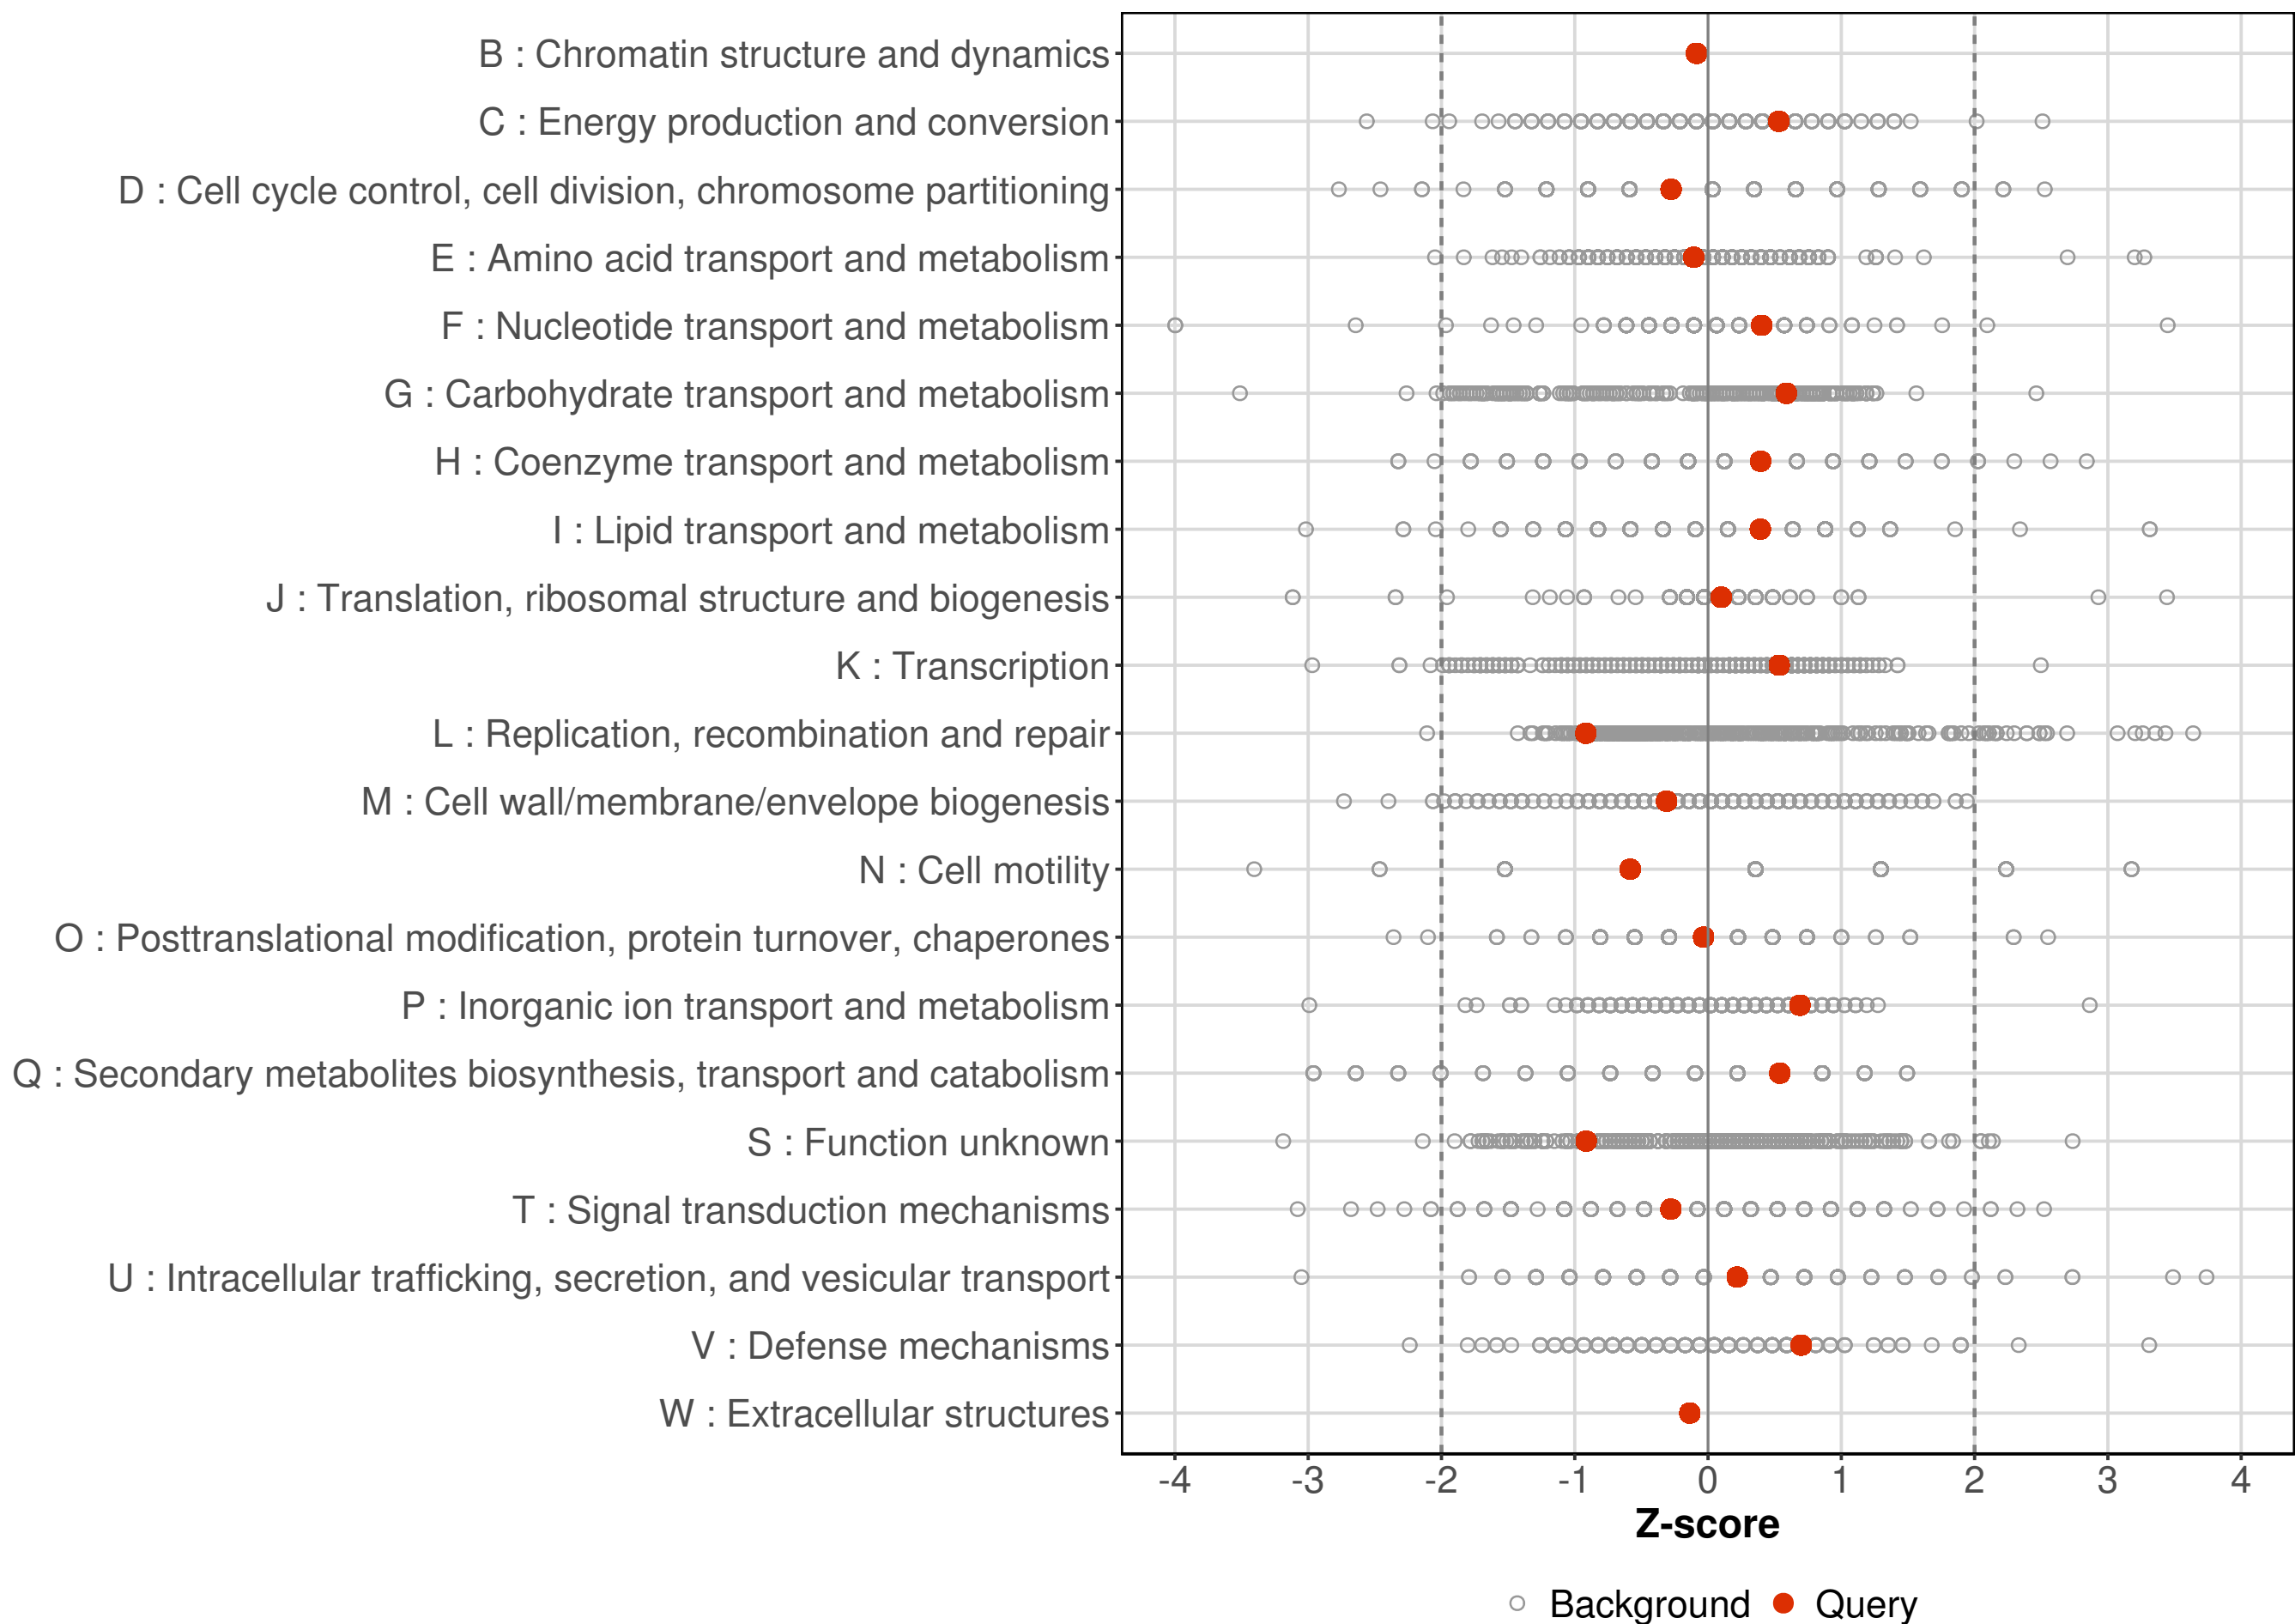 B : Chromatin structure and dynamics
C : Energy production and conversion
D : Cell cycle control, cell division, chromosome partitioning
E : Amino acid transport and metabolism
F : Nucleotide transport and metabolism
G : Carbohydrate transport and metabolism
H : Coenzyme transport and metabolism
I : Lipid transport and metabolism
J : Translation, ribosomal structure and biogenesis
K : Transcription
L : Replication, recombination and repair
M : Cell wall/membrane/envelope biogenesis
N : Cell motility
O : Posttranslational modification, protein turnover, chaperones
P : Inorganic ion transport and metabolism
Q : Secondary metabolites biosynthesis, transport and catabolism
S : Function unknown
T : Signal transduction mechanisms
U : Intracellular trafficking, secretion, and vesicular transport
V : Defense mechanisms
W : Extracellular structures
-4 -3 -2 -1 0 1 2 3 4
Z-score
Background Query